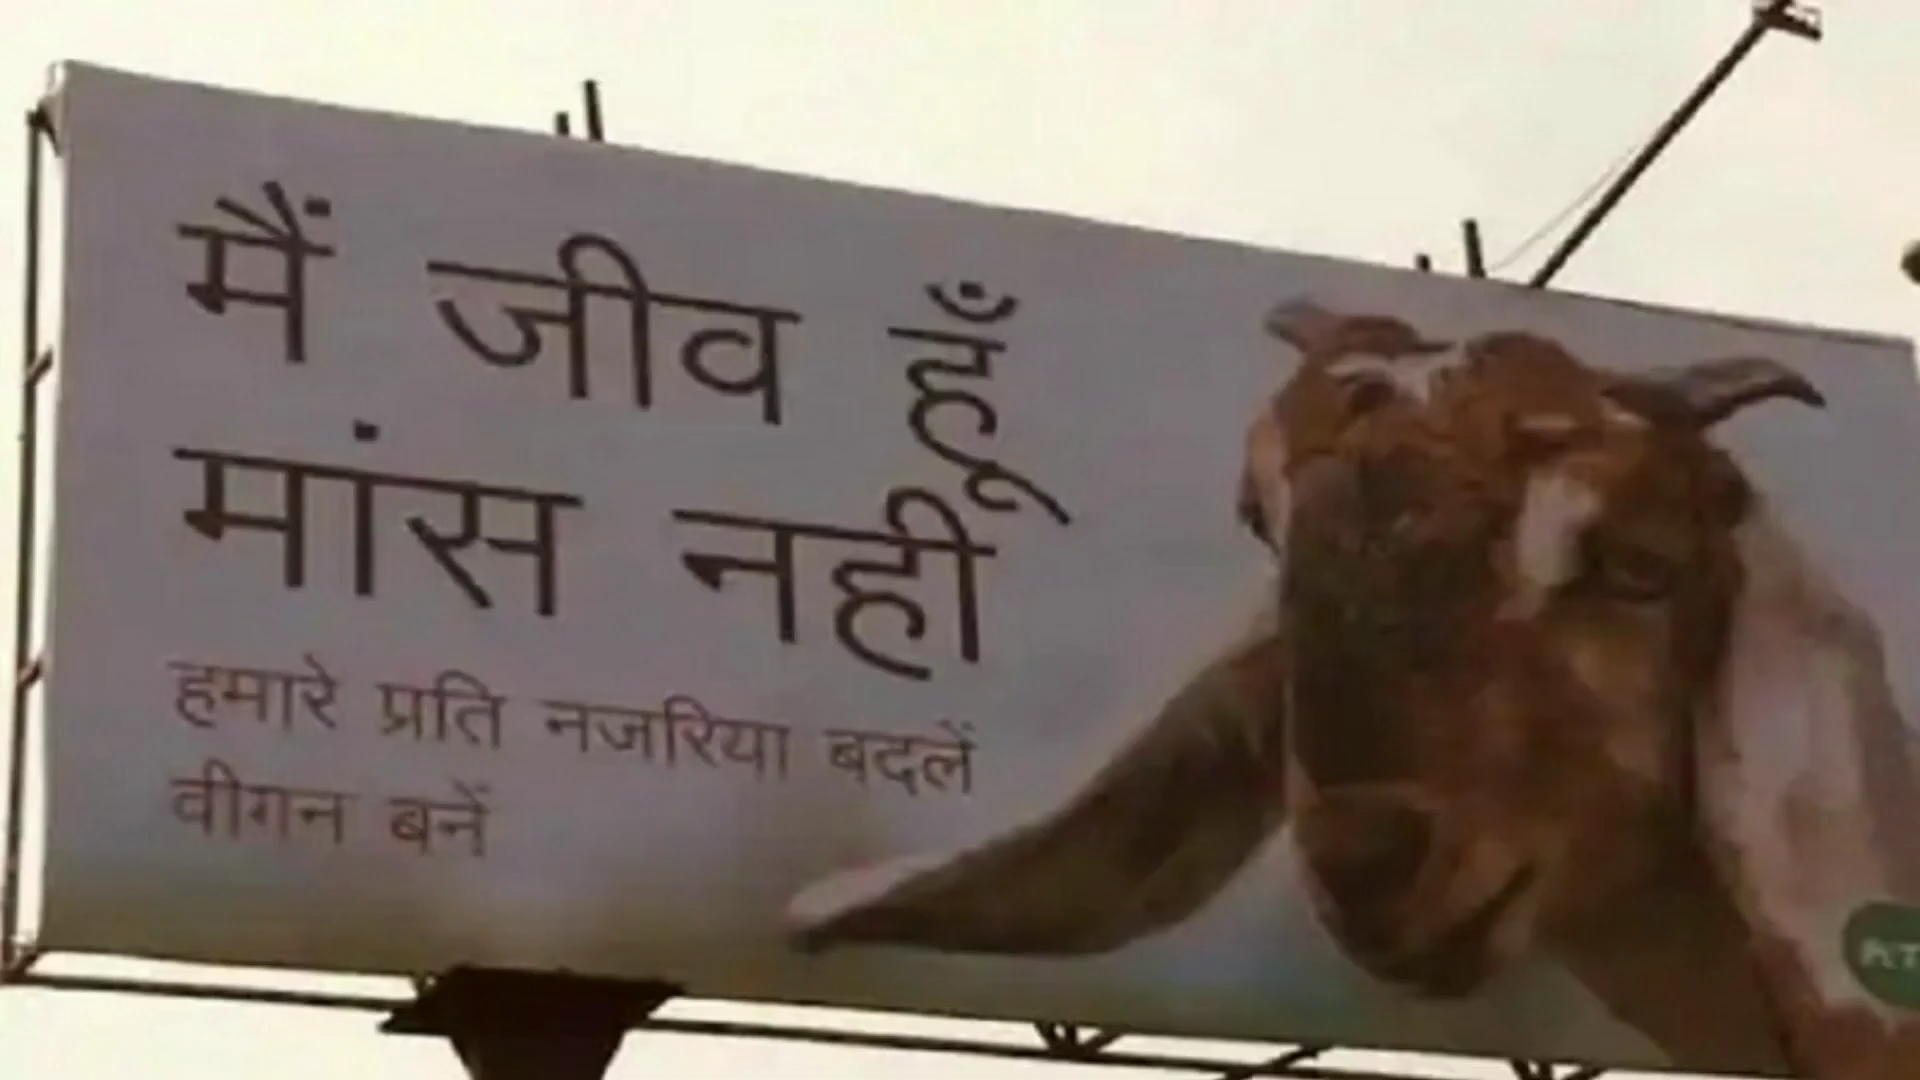 मैं जीव हूँ
मांस नहीं
हमारे प्रति नजरिया बदलें
वीगन बनें